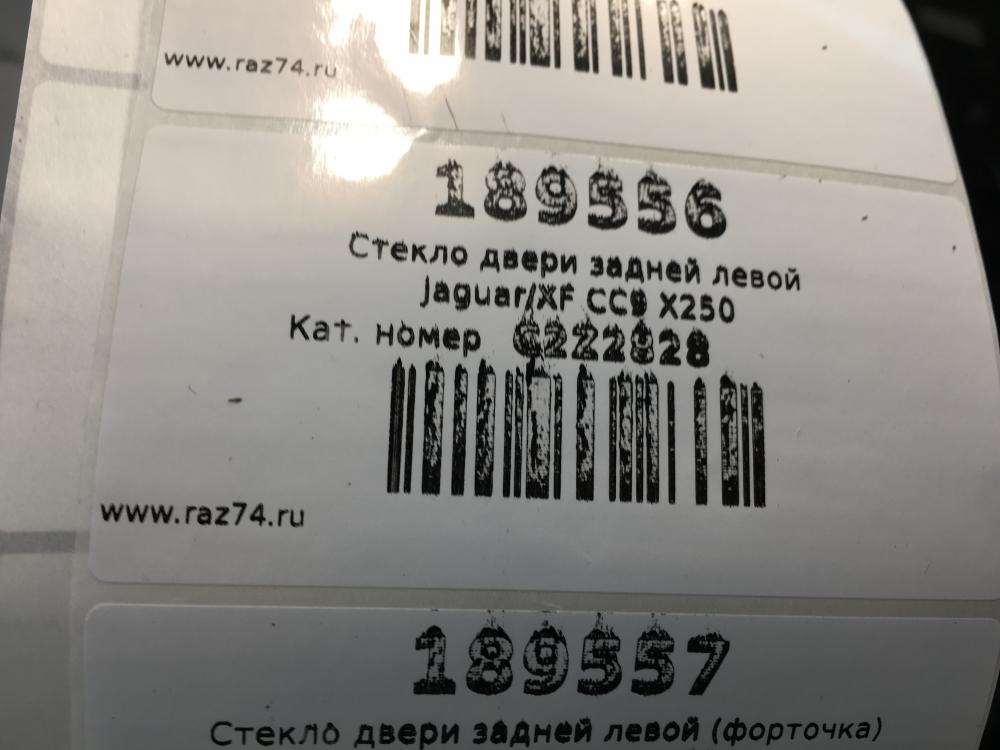 www.raz74.ru
189556
Стекло двери задней левой
Jaguar/XF CC9 X250
Кат. номер C2Z2828
www.raz74.ru
189557
Стекло двери задней левой (форточка)